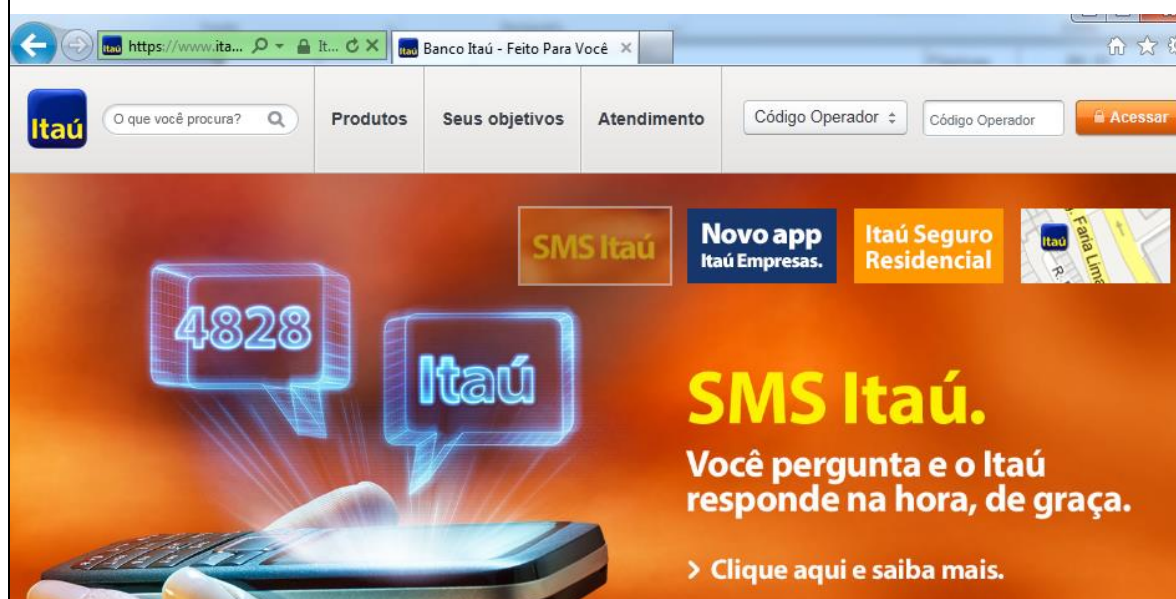 https://www.ita...
It...
Banco Itaú - Feito Para Você
Itaú
O que você procura?
Produtos
Seus objetivos
Atendimento
Código Operador
Código Operador
Acessar
SMS Itaú
Novo app
Itaú Empresas.
Itaú Seguro
Residencial
Itaú
Faria Lima
R.
4828
Itaú
SMS Itaú.
Você pergunta e o Itaú
responde na hora, de graça.
> Clique aqui e saiba mais.